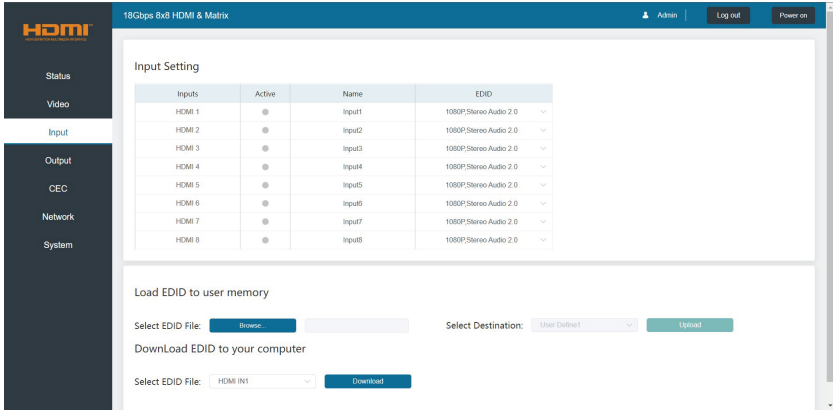 18Gbps 8x8 HDMI & Matrix
Admin
Log out
Power on
HDMI
Status
Video
Input
Output
CEC
Network
System
Input Setting
Inputs Active Name EDID
HDMI 1 Input1 1080P,Stereo Audio 2.0
HDMI 2 Input2 1080P,Stereo Audio 2.0
HDMI 3 Input3 1080P,Stereo Audio 2.0
HDMI 4 Input4 1080P,Stereo Audio 2.0
HDMI 5 Input5 1080P,Stereo Audio 2.0
HDMI 6 Input6 1080P,Stereo Audio 2.0
HDMI 7 Input7 1080P,Stereo Audio 2.0
HDMI 8 Input8 1080P,Stereo Audio 2.0
Load EDID to user memory
Select EDID File: Browse.. Select Destination: User Define1 Upload
DownLoad EDID to your computer
Select EDID File: HDMI IN1 Download